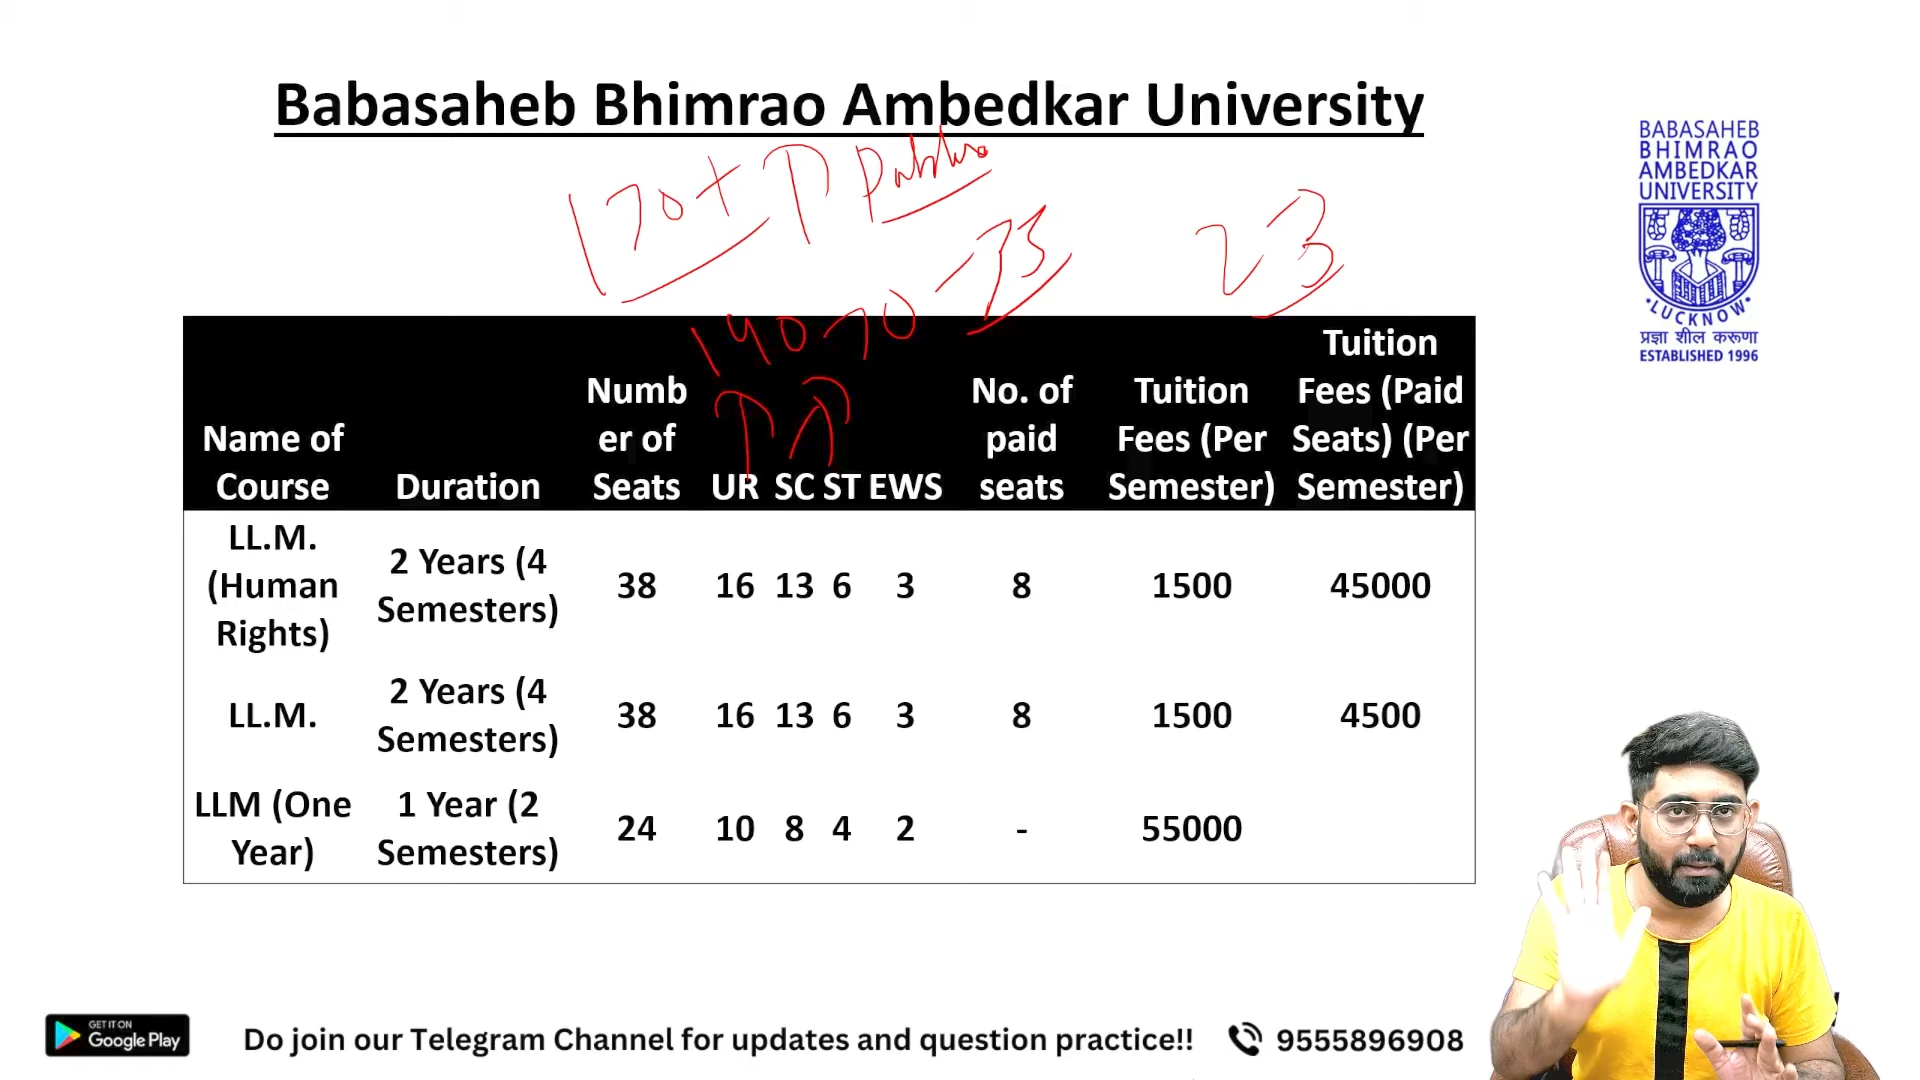 Babasaheb Bhimrao Ambedkar University
BABASAHEB
BHIMRAO
AMBEDKAR
UNIVERSITY
LUCKNOW
प्रज्ञा शील करूणा
ESTABLISHED 1996
170+
23
140 70 - 35
Name of Course Duration Number of Seats UR SC ST EWS No. of paid seats Tuition Fees (Per Semester) Tuition Fees (Paid Seats) (Per Semester)
LL.M. (Human Rights) 2 Years (4 Semesters) 38 16 13 6 3 8 1500 45000
LL.M. 2 Years (4 Semesters) 38 16 13 6 3 8 1500 4500
LLM (One Year) 1 Year (2 Semesters) 24 10 8 4 2 - 55000
GET IT ON
Google Play
Do join our Telegram Channel for updates and question practice!!
9555896908